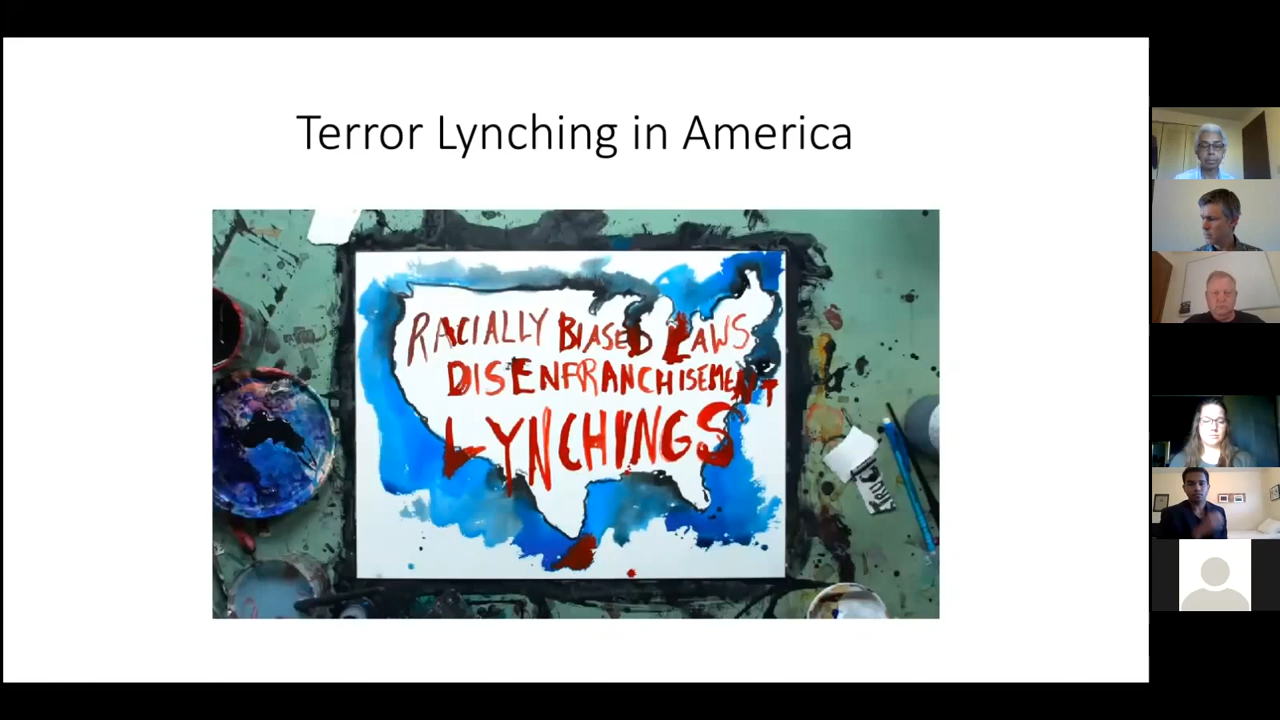 Terror Lynching in America
RACIALLY BIASED LAWS
DISENFRANCHISEMENT
LYNCHINGS